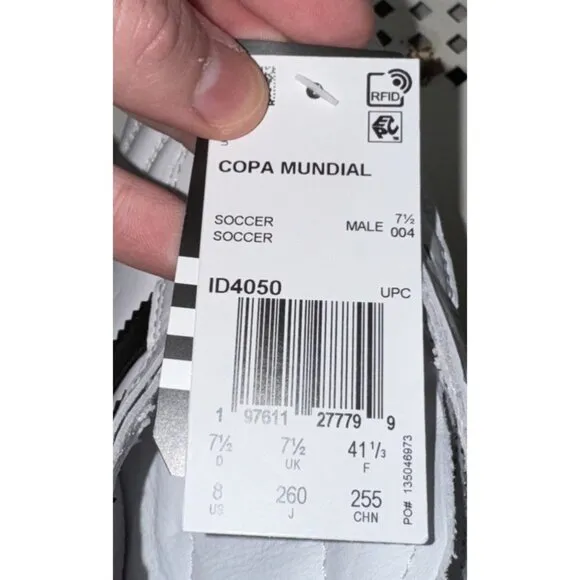 RFID
EPC™
COPA MUNDIAL
SOCCER
SOCCER
MALE 7½
004
ID4050
UPC
1 97611 27779 9
7½ 7½ 41 1/3
D UK F
8 260 255
US J CHN
PO# 135046973